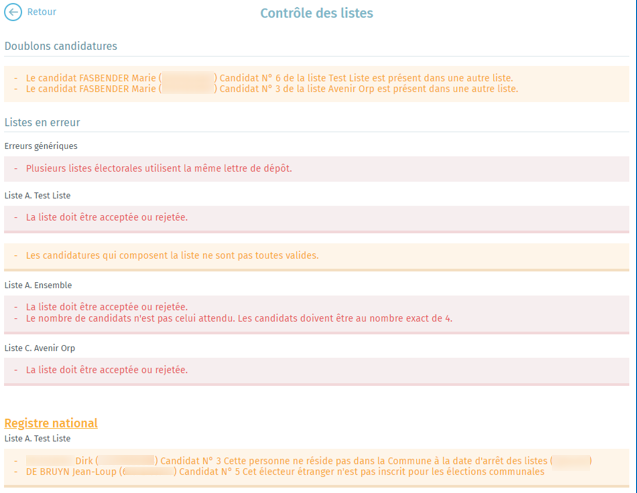 Retour
Contrôle des listes
Doublons candidatures
- Le candidat FASBENDER Marie ( ) Candidat N° 6 de la liste Test Liste est présent dans une autre liste.
- Le candidat FASBENDER Marie ( ) Candidat N° 3 de la liste Avenir Orp est présent dans une autre liste.
Listes en erreur
Erreurs génériques
- Plusieurs listes électorales utilisent la même lettre de dépôt.
Liste A. Test Liste
- La liste doit être acceptée ou rejetée.
- Les candidatures qui composent la liste ne sont pas toutes valides.
Liste A. Ensemble
- La liste doit être acceptée ou rejetée.
- Le nombre de candidats n'est pas celui attendu. Les candidats doivent être au nombre exact de 4.
Liste C. Avenir Orp
- La liste doit être acceptée ou rejetée.
Registre national
Liste A. Test Liste
- Dirk ( ) Candidat N° 3 Cette personne ne réside pas dans la Commune à la date d'arrêt des listes ( )
- DE BRUYN Jean-Loup ( ) Candidat N° 5 Cet électeur étranger n'est pas inscrit pour les élections communales